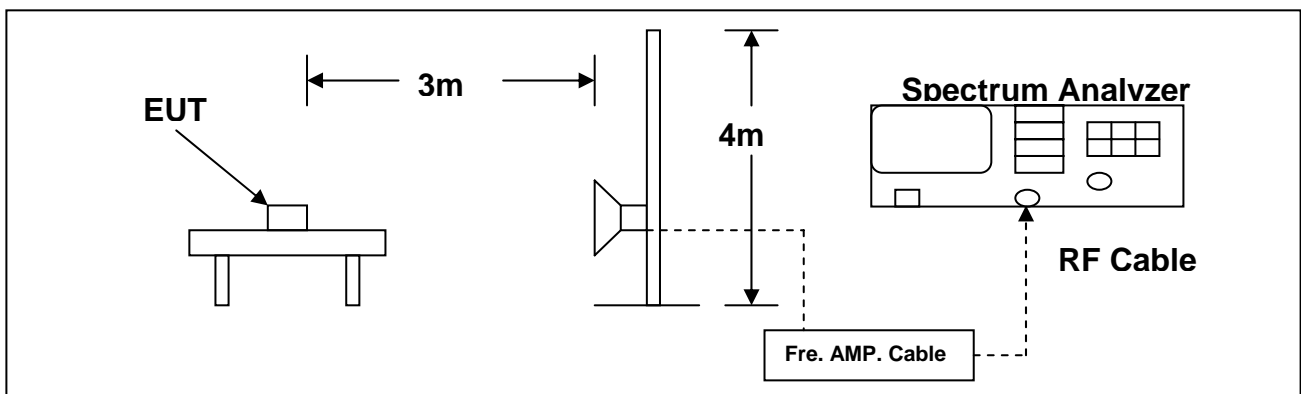 3m
Spectrum Analyzer
EUT
4m
RF Cable
Fre. AMP. Cable